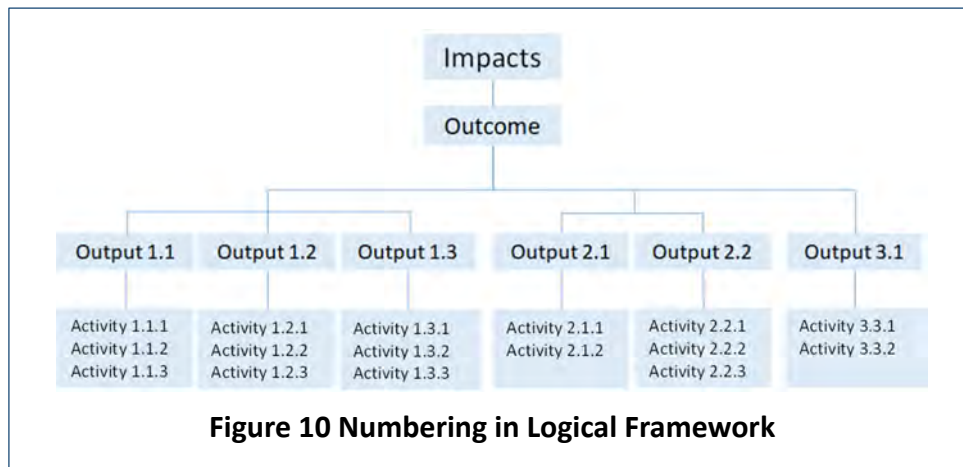 Impacts
Outcome
Output 1.1
Output 1.2
Output 1.3
Output 2.1
Output 2.2
Output 3.1
Activity 1.1.1
Activity 1.1.2
Activity 1.1.3
Activity 1.2.1
Activity 1.2.2
Activity 1.2.3
Activity 1.3.1
Activity 1.3.2
Activity 1.3.3
Activity 2.1.1
Activity 2.1.2
Activity 2.2.1
Activity 2.2.2
Activity 2.2.3
Activity 3.3.1
Activity 3.3.2
Figure 10 Numbering in Logical Framework